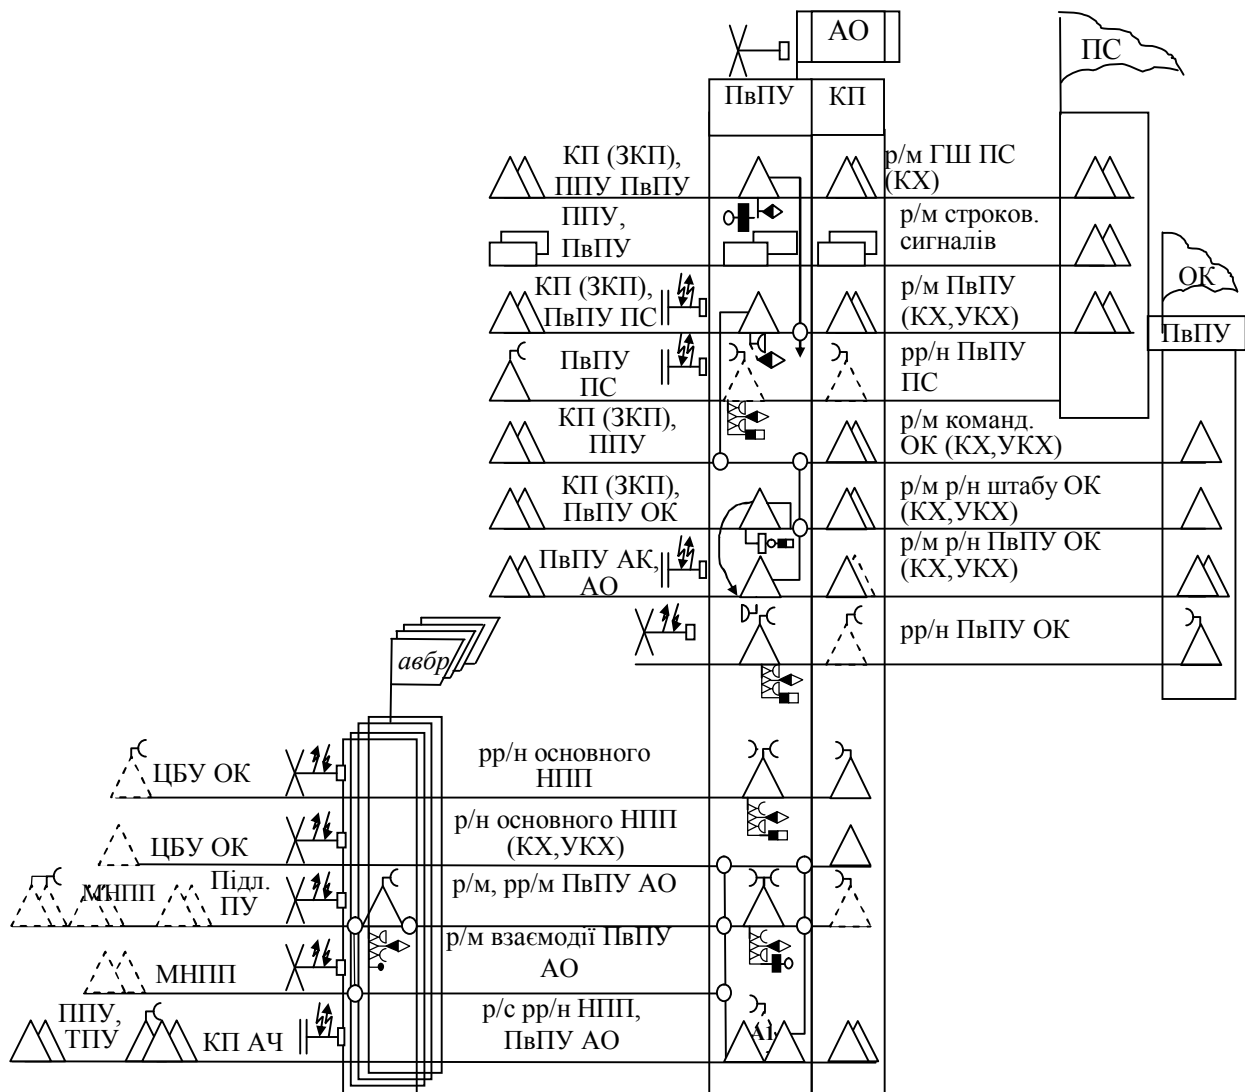 АО
ПС
ПвПУ
КП
КП (ЗКП),
ППУ ПвПУ
р/м ГШ ПС
(КХ)
ППУ,
ПвПУ
р/м строков.
сигналів
ОК
ПвПУ
КП (ЗКП),
ПвПУ ПС
р/м ПвПУ
(КХ,УКХ)
ПвПУ
ПС
рр/н ПвПУ
ПС
КП (ЗКП),
ППУ
р/м команд.
ОК (КХ,УКХ)
КП (ЗКП),
ПвПУ ОК
р/м р/н штабу ОК
(КХ,УКХ)
ПвПУ АК,
АО
р/м р/н ПвПУ ОК
(КХ,УКХ)
рр/н ПвПУ ОК
авбр
ЦБУ ОК
рр/н основного
НПП
ЦБУ ОК
р/н основного НПП
(КХ,УКХ)
МНПП
Підл.
ПУ
р/м, рр/м ПвПУ АО
МНПП
р/м взаємодії ПвПУ
АО
ППУ,
ТПУ
КП АЧ
р/с рр/н НПП,
ПвПУ АО